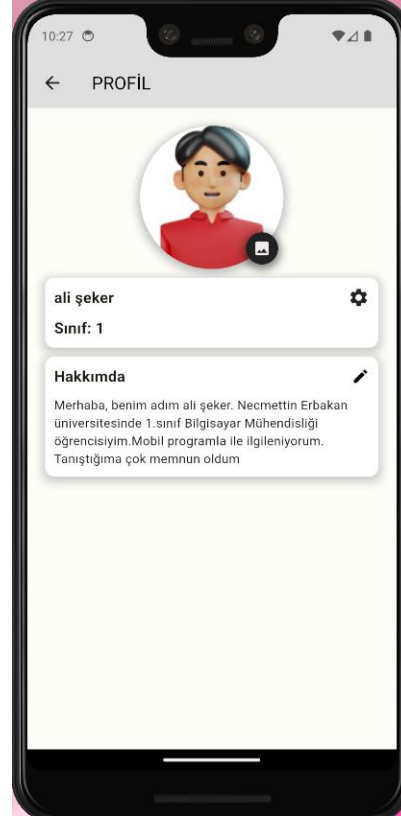 10:27
PROFİL
ali şeker
Sınıf: 1
Hakkımda
Merhaba, benim adım ali şeker. Necmettin Erbakan
üniversitesinde 1.sınıf Bilgisayar Mühendisliği
öğrencisiyim.Mobil programla ile ilgileniyorum.
Tanıştığıma çok memnun oldum